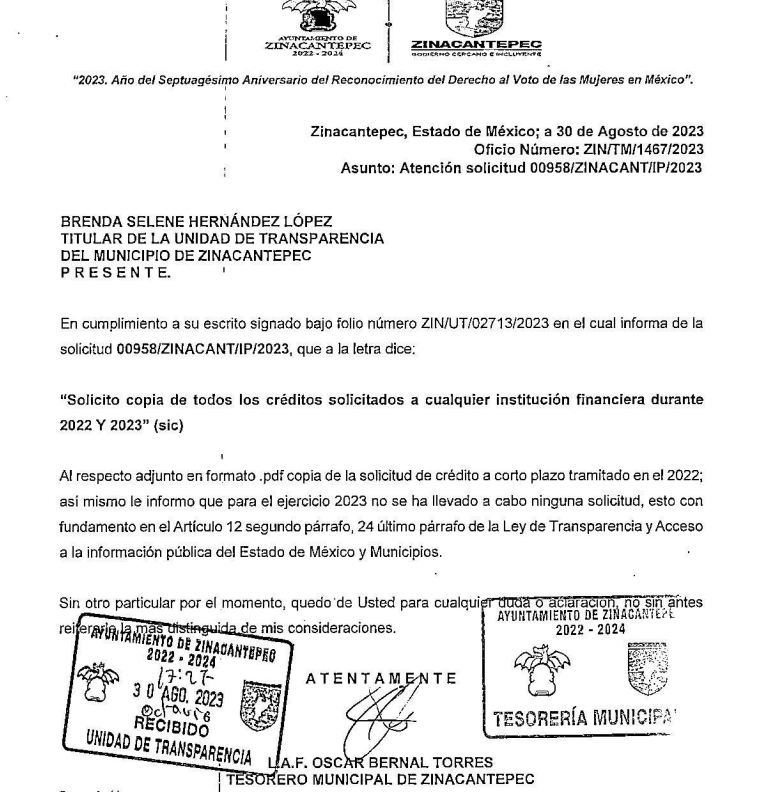 AYUNTAMIENTO DE
ZINACANTEPEC
2022 - 2024
ZINACANTEPEC
GOBIERNO CERCANO E INCLUYENTE
"2023. Año del Septuagésimo Aniversario del Reconocimiento del Derecho al Voto de las Mujeres en México".
Zinacantepec, Estado de México; a 30 de Agosto de 2023
Oficio Número: ZIN/TM/1467/2023
Asunto: Atención solicitud 00958/ZINACANT/IP/2023
BRENDA SELENE HERNÁNDEZ LÓPEZ
TITULAR DE LA UNIDAD DE TRANSPARENCIA
DEL MUNICIPIO DE ZINACANTEPEC
P R E S E N T E.
En cumplimiento a su escrito signado bajo folio número ZIN/UT/02713/2023 en el cual informa de la
solicitud 00958/ZINACANT/IP/2023, que a la letra dice:
"Solicito copia de todos los créditos solicitados a cualquier institución financiera durante
2022 Y 2023" (sic)
Al respecto adjunto en formato .pdf copia de la solicitud de crédito a corto plazo tramitado en el 2022;
así mismo le informo que para el ejercicio 2023 no se ha llevado a cabo ninguna solicitud, esto con
fundamento en el Artículo 12 segundo párrafo, 24 último párrafo de la Ley de Transparencia y Acceso
a la información pública del Estado de México y Municipios.
Sin otro particular por el momento, quedo de Usted para cualquier duda o aclaración, no sin antes
reiterarle la más distinguida de mis consideraciones.
AYUNTAMIENTO DE ZINACANTEPEC
2022 - 2024
17:27
30 AGO. 2023
RECIBIDO
UNIDAD DE TRANSPARENCIA
AYUNTAMIENTO DE ZINACANTEPE
2022 - 2024
TESORERÍA MUNICIPA
A T E N T A M E N T E
L.A.F. OSCAR BERNAL TORRES
TESORERO MUNICIPAL DE ZINACANTEPEC